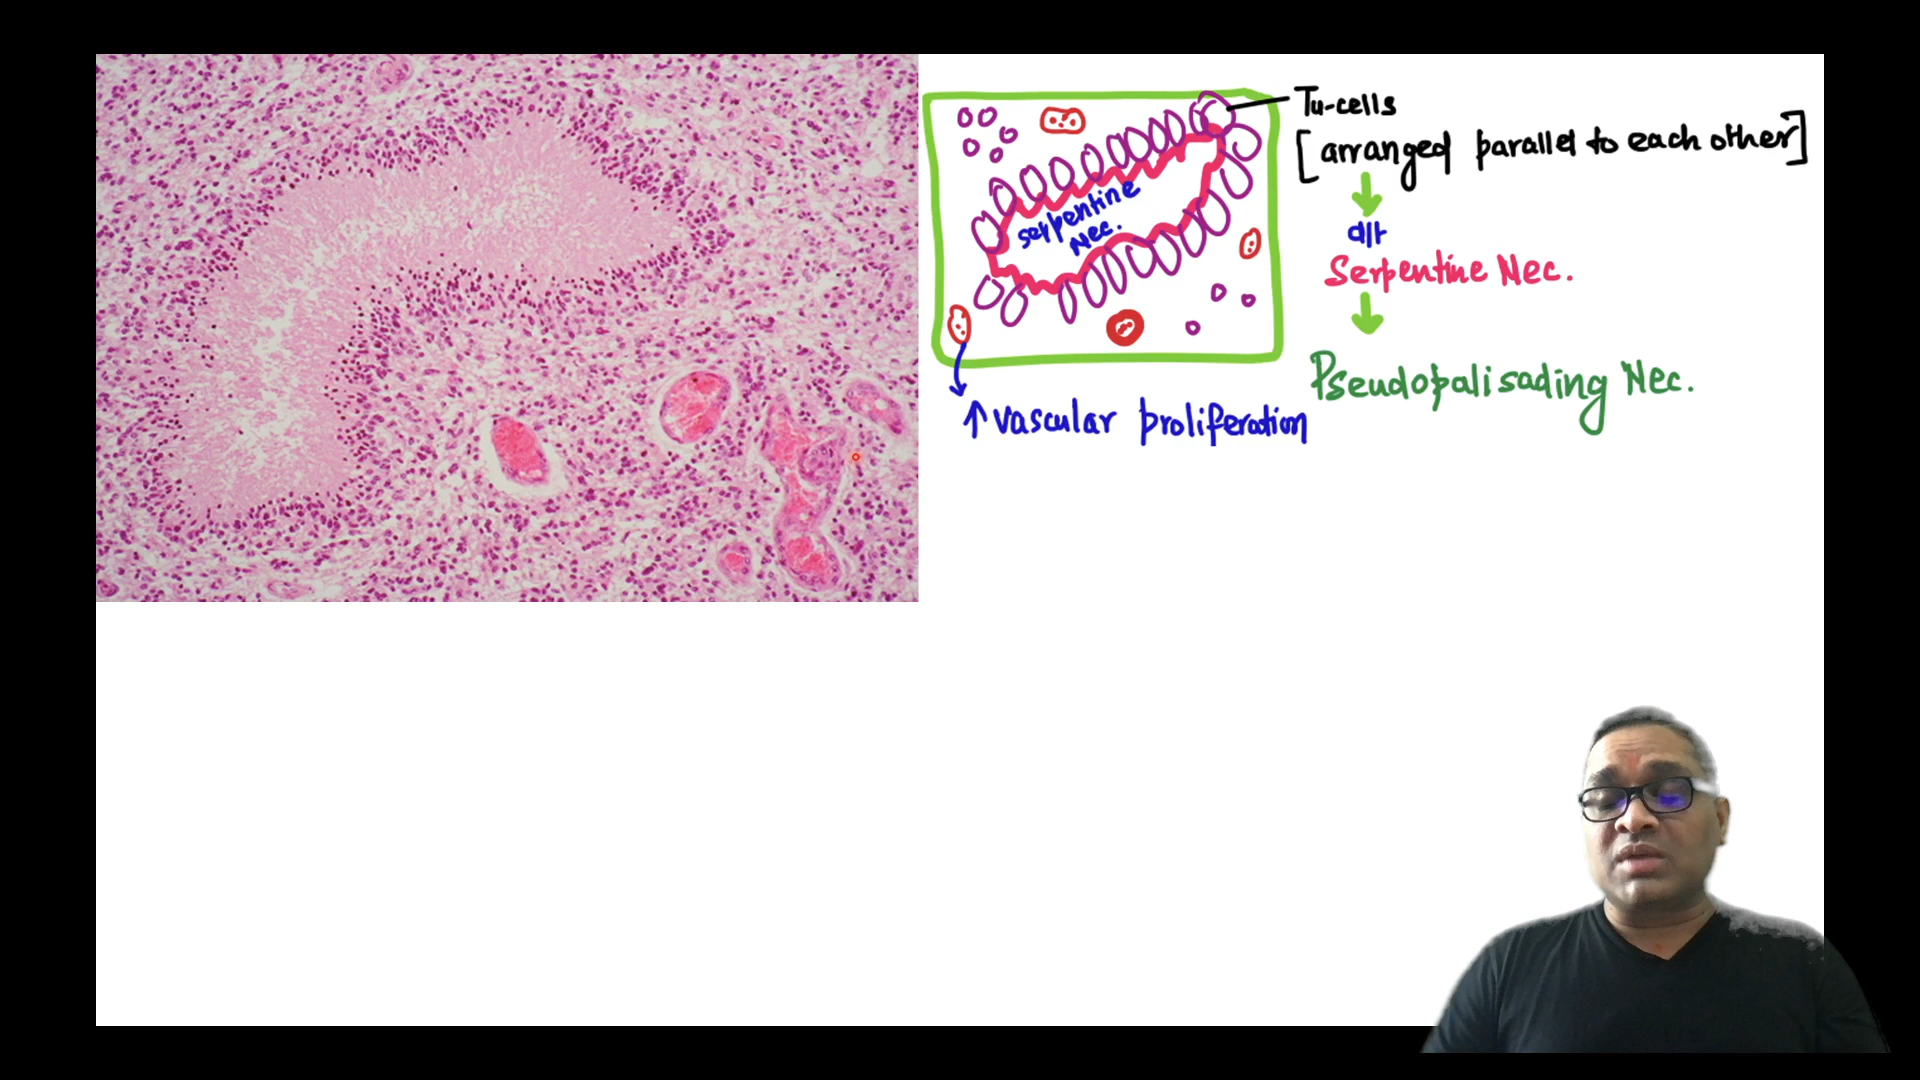 Tu-cells
[arranged parallel to each other]
d/t
Serpentine Nec.
Pseudopalisading Nec.
serpentine
Nec.
↑ vascular proliferation